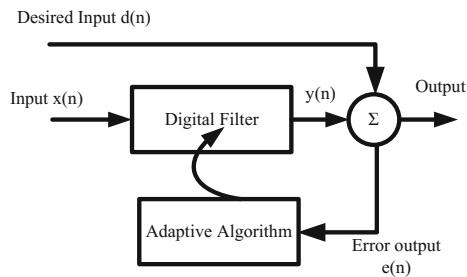 Desired Input d(n)
Input x(n)
Digital Filter
y(n)
Σ
Output
Adaptive Algorithm
Error output
e(n)